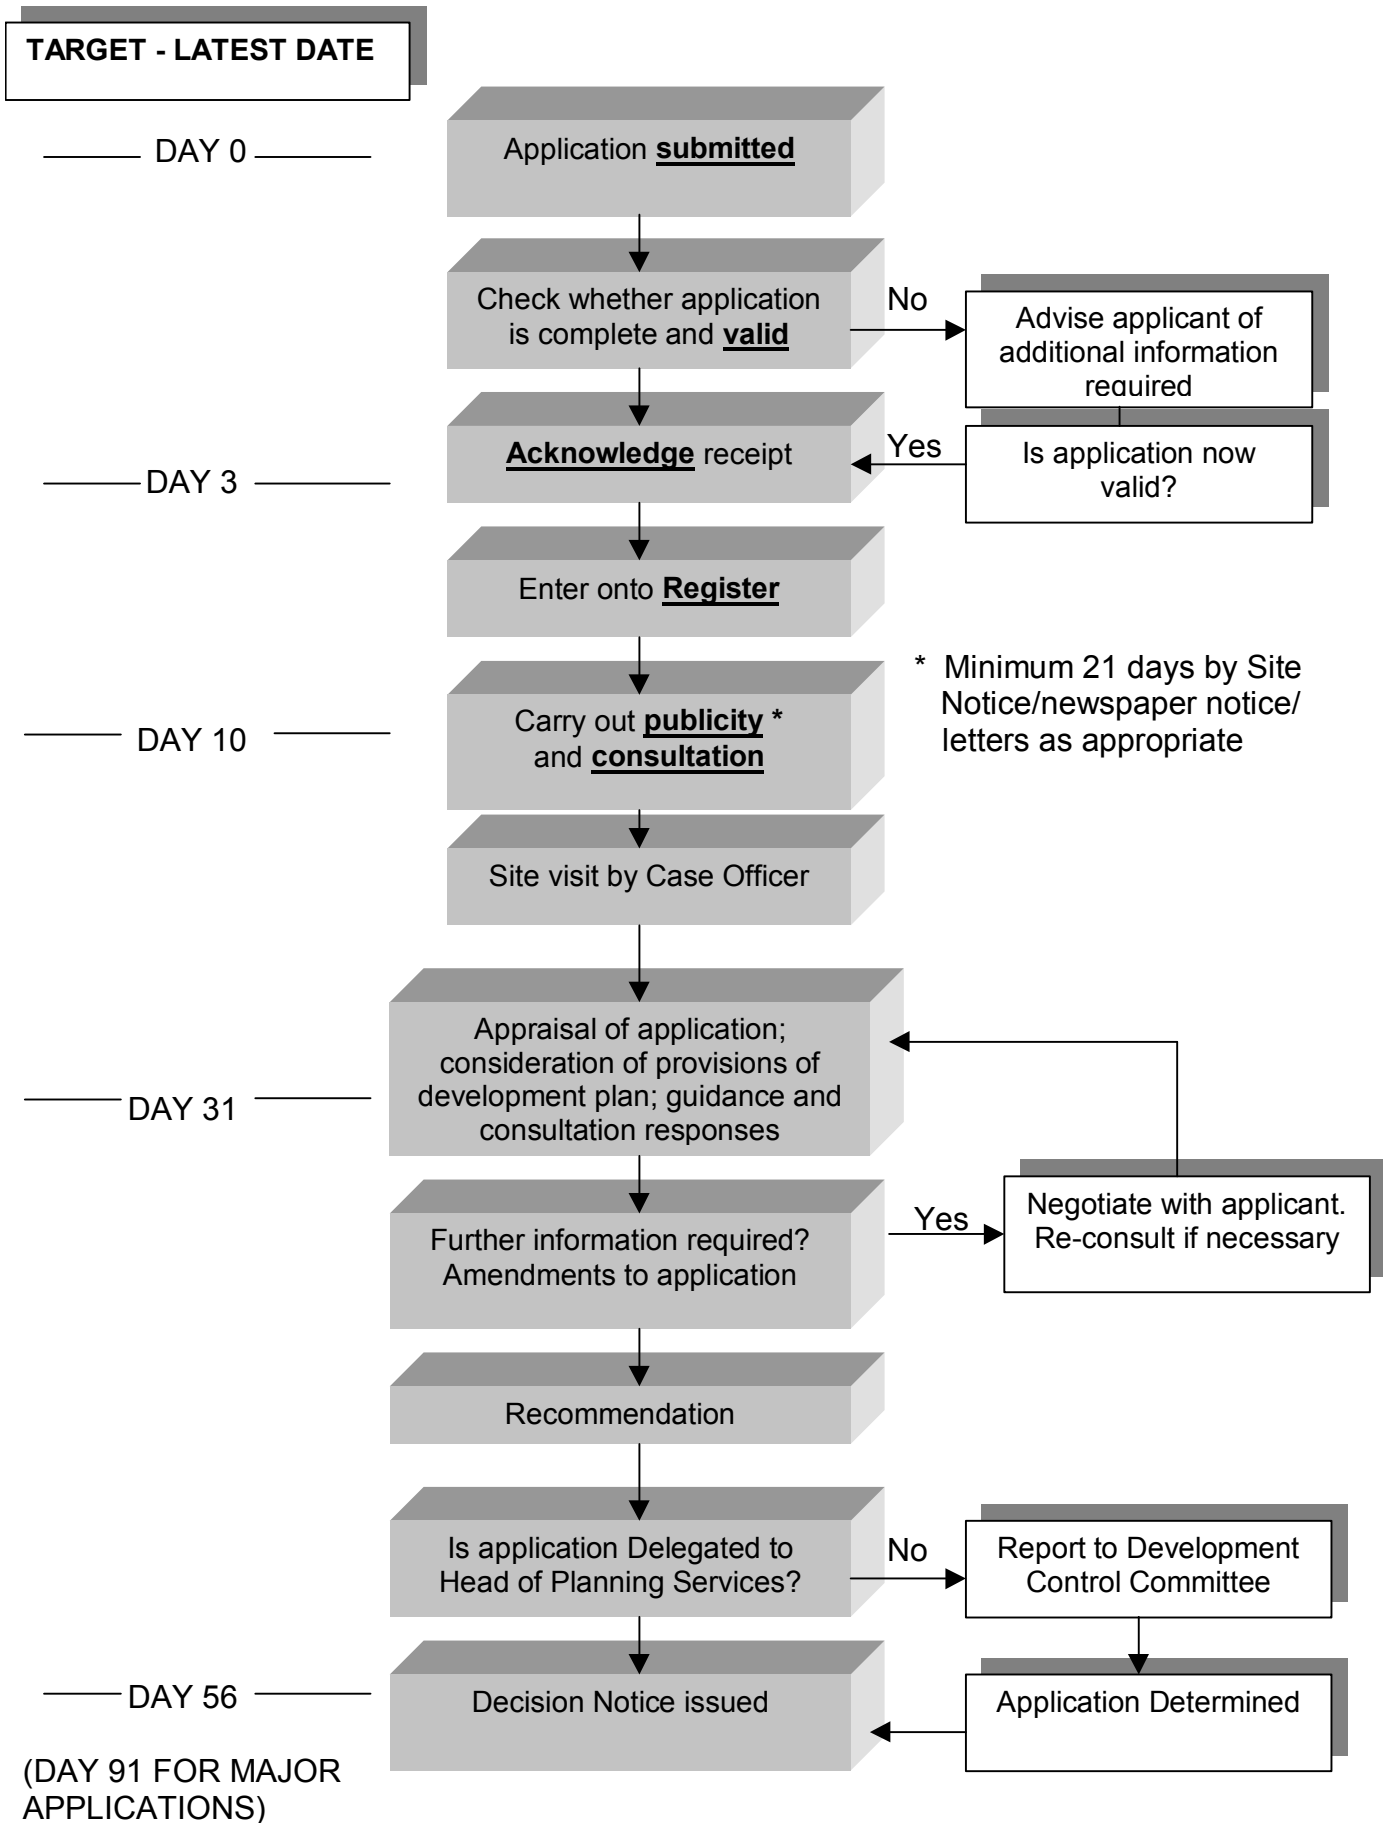 TARGET - LATEST DATE
DAY 0
Application submitted
Check whether application
is complete and valid
No
Advise applicant of
additional information
required
Acknowledge receipt
Yes
Is application now
valid?
DAY 3
Enter onto Register
* Minimum 21 days by Site
Notice/newspaper notice/
letters as appropriate
Carry out publicity *
and consultation
DAY 10
Site visit by Case Officer
Appraisal of application;
consideration of provisions of
development plan; guidance and
consultation responses
DAY 31
Further information required?
Amendments to application
Yes
Negotiate with applicant.
Re-consult if necessary
Recommendation
Is application Delegated to
Head of Planning Services?
No
Report to Development
Control Committee
DAY 56
Decision Notice issued
Application Determined
(DAY 91 FOR MAJOR
APPLICATIONS)